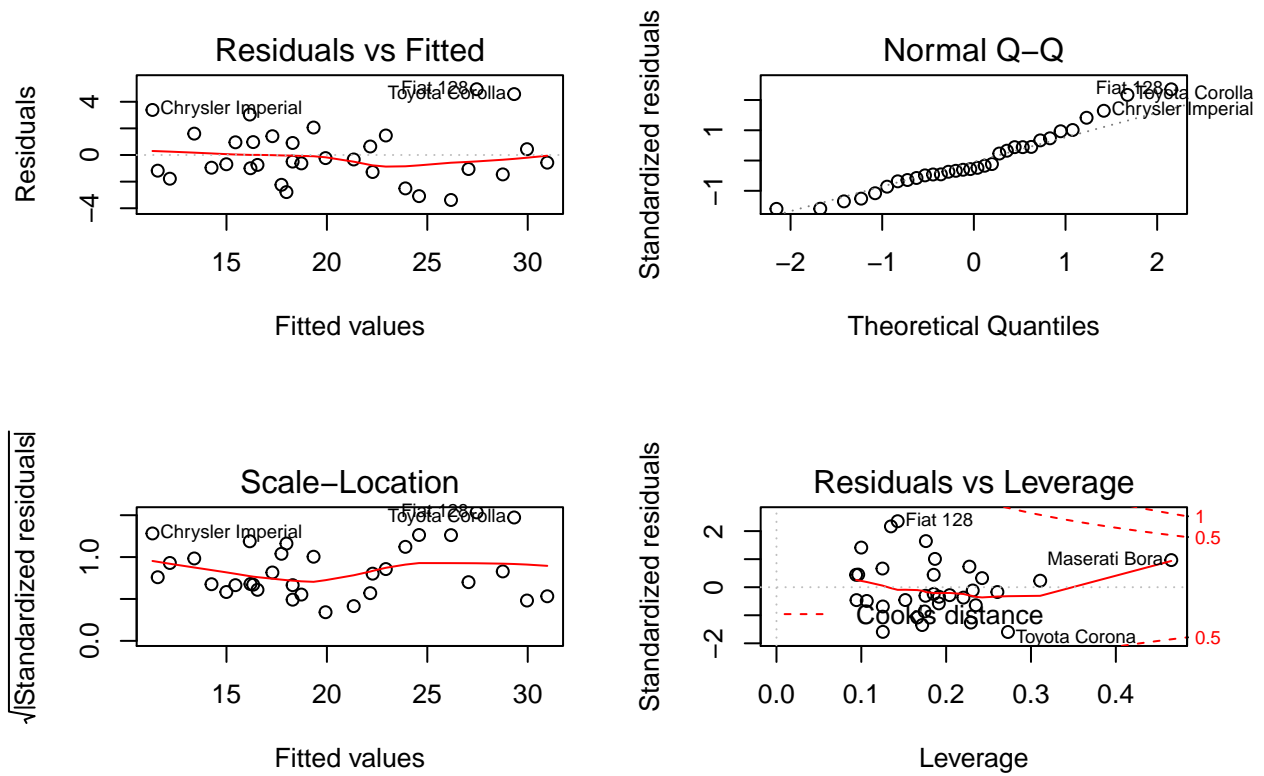 Residuals vs Fitted
Residuals
4
0
−4
Fiat 128
Toyota Corolla
Chrysler Imperial
15 20 25 30
Fitted values
Normal Q−Q
Standardized residuals
1
−1
Fiat 128
Toyota Corolla
Chrysler Imperial
−2 −1 0 1 2
Theoretical Quantiles
Scale−Location
√|Standardized residuals|
1.0
0.0
Fiat 128
Toyota Corolla
Chrysler Imperial
15 20 25 30
Fitted values
Residuals vs Leverage
Standardized residuals
2
0
−2
Fiat 128
Maserati Bora
Toyota Corona
Cook's distance
1
0.5
0.5
0.0 0.1 0.2 0.3 0.4
Leverage